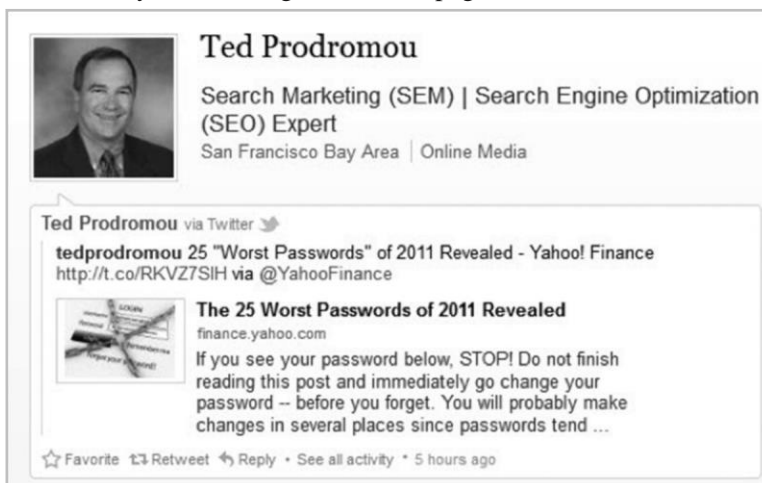 Ted Prodromou
Search Marketing (SEM) | Search Engine Optimization
(SEO) Expert
San Francisco Bay Area | Online Media
Ted Prodromou via Twitter
tedprodromou 25 "Worst Passwords" of 2011 Revealed - Yahoo! Finance
http://t.co/RKVZ7SIH via @YahooFinance
The 25 Worst Passwords of 2011 Revealed
finance.yahoo.com
If you see your password below, STOP! Do not finish
reading this post and immediately go change your
password -- before you forget. You will probably make
changes in several places since passwords tend ...
Favorite Retweet Reply • See all activity • 5 hours ago